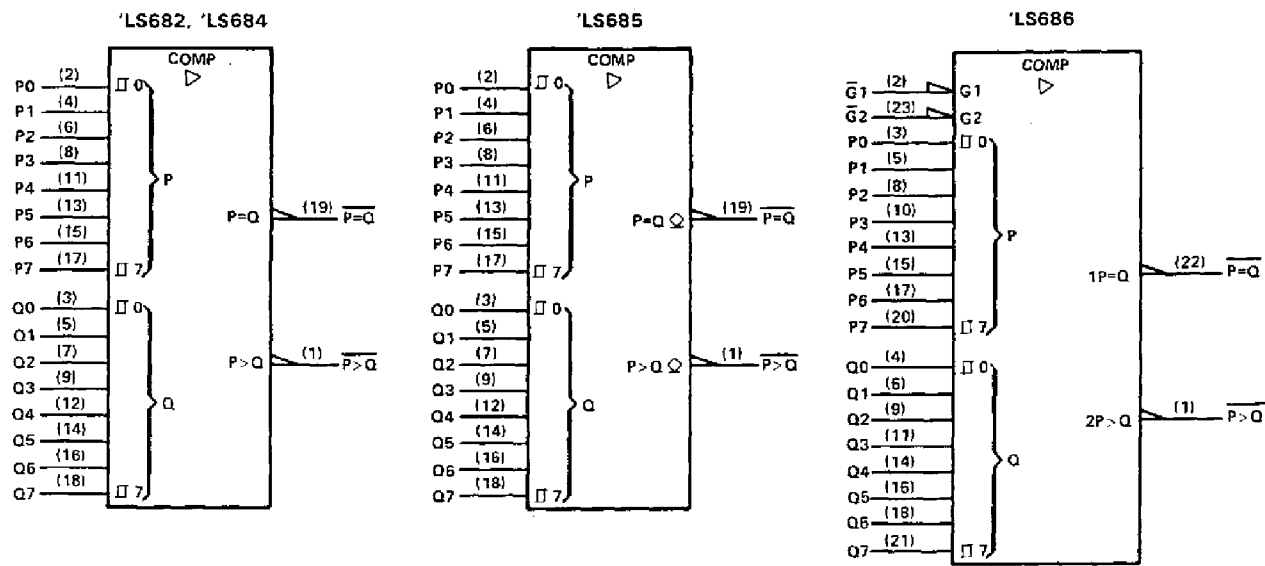 'LS682, 'LS684
COMP
P0 (2) 0
P1 (4)
P2 (6)
P3 (8)
P4 (11)
P5 (13)
P6 (15)
P7 (17) 7
P
Q0 (3) 0
Q1 (5)
Q2 (7)
Q3 (9)
Q4 (12)
Q5 (14)
Q6 (16)
Q7 (18) 7
Q
P=Q (19) P=Q
P>Q (1) P>Q
'LS685
COMP
P0 (2) 0
P1 (4)
P2 (6)
P3 (8)
P4 (11)
P5 (13)
P6 (15)
P7 (17) 7
P
Q0 (3) 0
Q1 (5)
Q2 (7)
Q3 (9)
Q4 (12)
Q5 (14)
Q6 (16)
Q7 (18) 7
Q
P=Q (19) P=Q
P>Q (1) P>Q
'LS686
COMP
G1 (2) G1
G2 (23) G2
P0 (3) 0
P1 (5)
P2 (8)
P3 (10)
P4 (13)
P5 (15)
P6 (17)
P7 (20) 7
P
Q0 (4) 0
Q1 (6)
Q2 (9)
Q3 (11)
Q4 (14)
Q5 (16)
Q6 (18)
Q7 (21) 7
Q
1P=Q (22) P=Q
2P>Q (1) P>Q